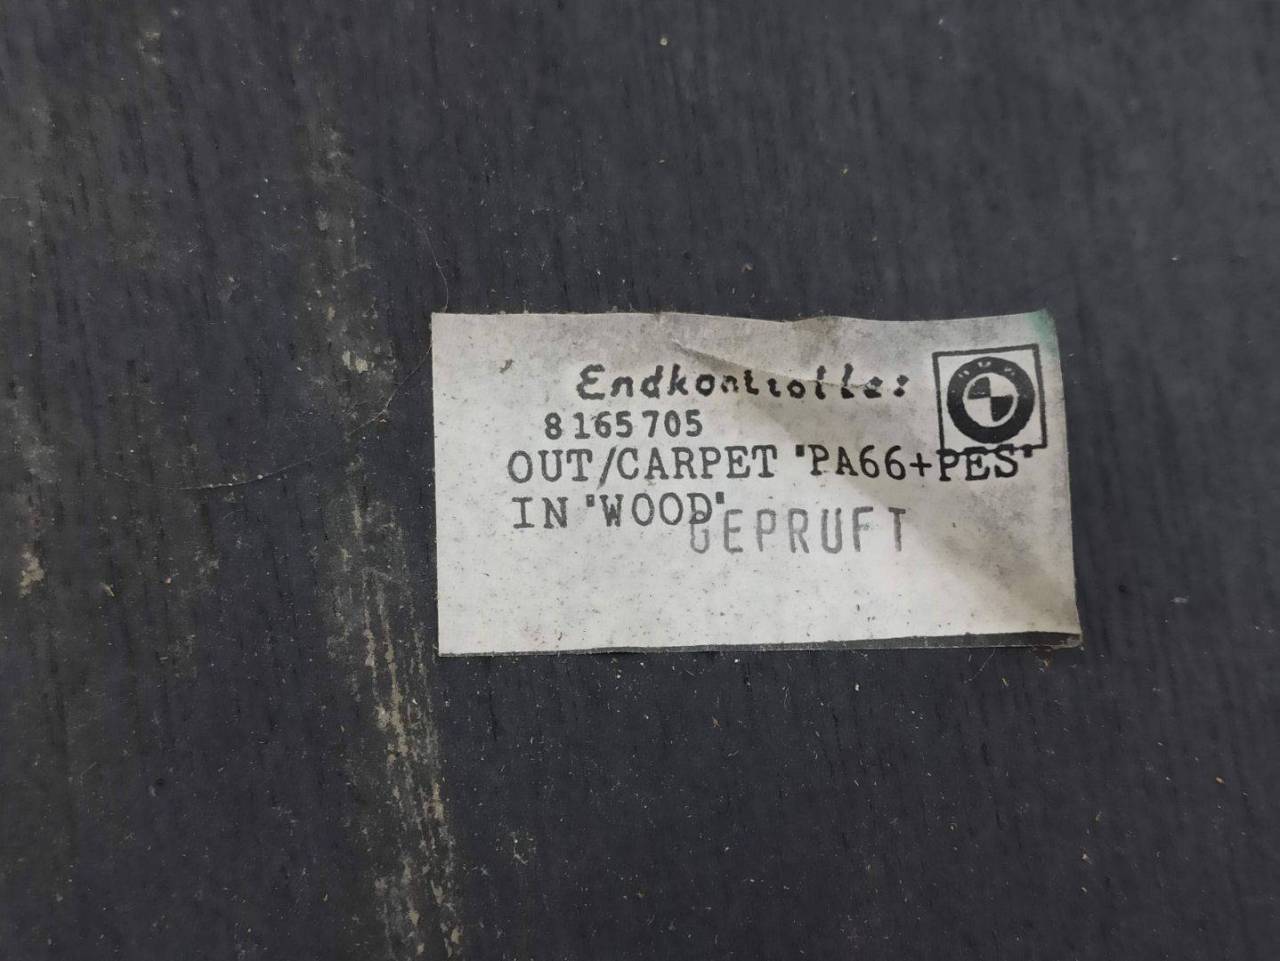 Endkontrolle:
8165705
OUT/CARPET "PA66+PES"
IN "WOOD"
GEPRUFT